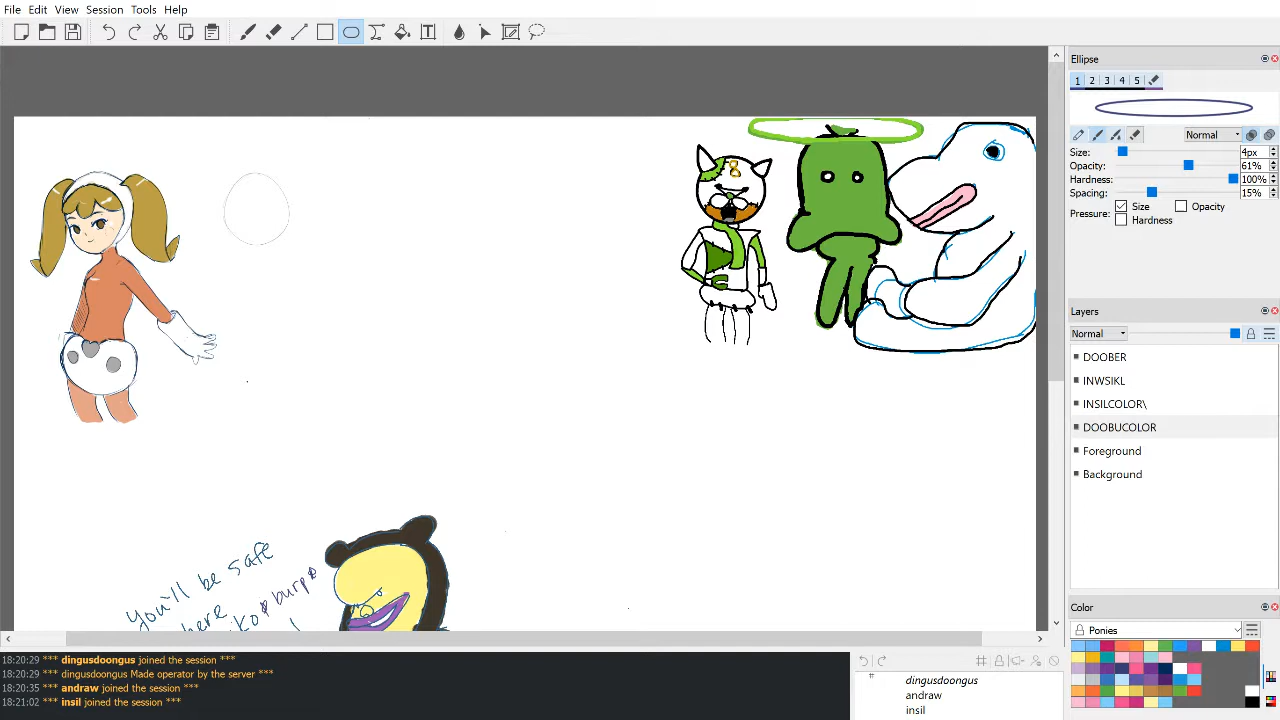 File Edit View Session Tools Help
Ellipse
1 2 3 4 5
Normal
Size: 4px
Opacity: 61%
Hardness: 100%
Spacing: 15%
Pressure: Size Opacity
Hardness
8
Layers
Normal
DOOBER
INWSIKL
INSILCOLOR\
DOOBUCOLOR
Foreground
Background
you'll be safe
here
iko *burp*
Color
Ponies
18:20:29 *** dingusdoongus joined the session ***
18:20:29 *** dingusdoongus Made operator by the server ***
18:20:35 *** andraw joined the session ***
18:21:02 *** insil joined the session ***
dingusdoongus
andraw
insil